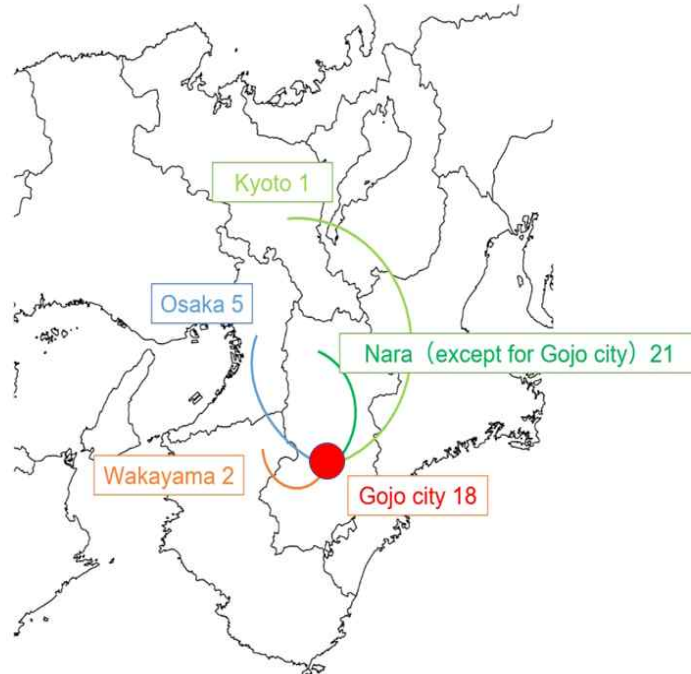 Kyoto 1
Osaka 5
Nara（except for Gojo city）21
Wakayama 2
Gojo city 18